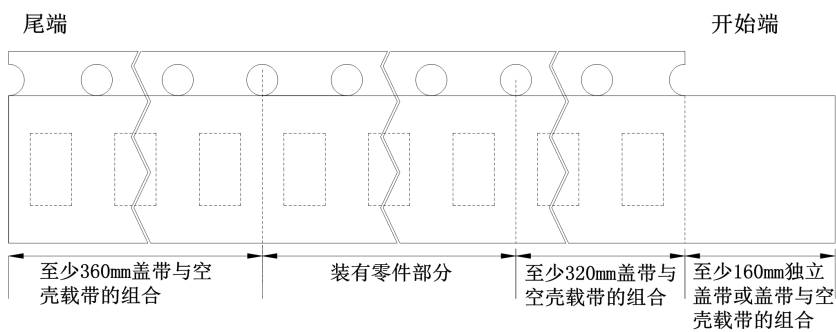 尾端
开始端
至少360mm盖带与空
壳载带的组合
装有零件部分
至少320mm盖带与
空壳载带的组合
至少160mm独立
盖带或盖带与空
壳载带的组合